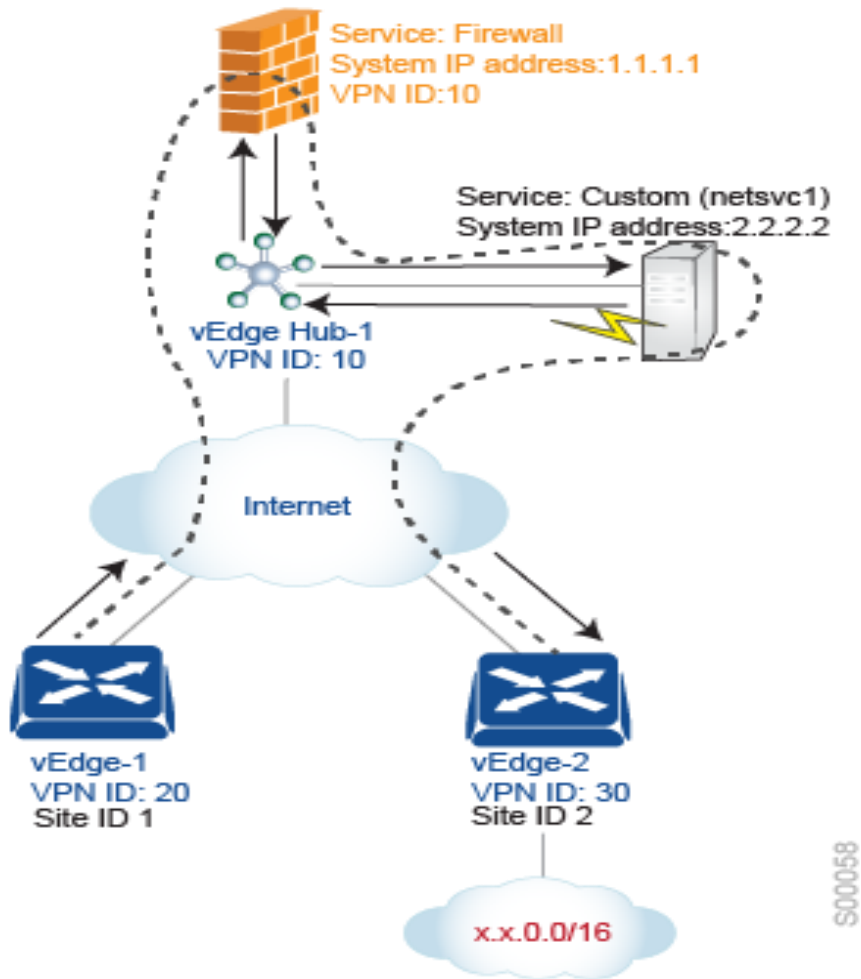 Service: Firewall
System IP address:1.1.1.1
VPN ID:10
Service: Custom (netsvc1)
System IP address:2.2.2.2
vEdge Hub-1
VPN ID: 10
Internet
vEdge-1
VPN ID: 20
Site ID 1
vEdge-2
VPN ID: 30
Site ID 2
x.x.0.0/16
S00058